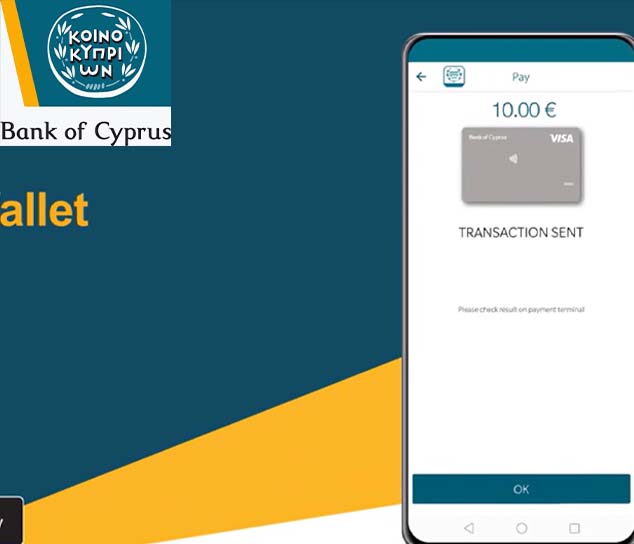 ΚΟΙΝΟ
ΚΥΠΡΙ
ΩΝ
Bank of Cyprus
allet
Pay
10.00 €
Bank of Cyprus
VISA
TRANSACTION SENT
Please check result on payment terminal
OK